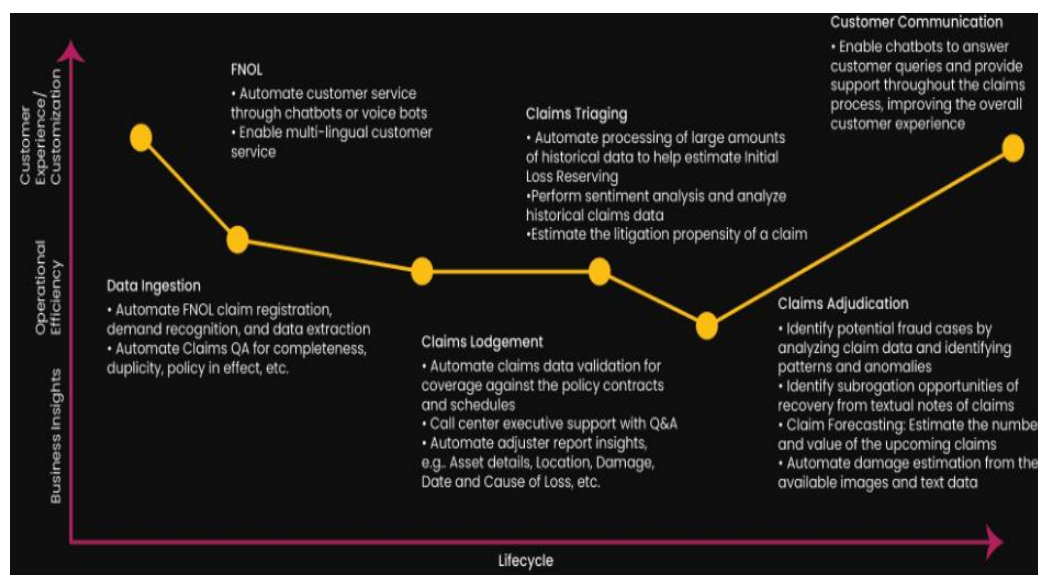 Customer Experience/
Customization
Operational
Efficiency
Business Insights
FNOL
• Automate customer service
through chatbots or voice bots
• Enable multi-lingual customer
service
Data Ingestion
• Automate FNOL claim registration,
demand recognition, and data extraction
• Automate Claims QA for completeness,
duplicity, policy in effect, etc.
Claims Lodgement
• Automate claims data validation for
coverage against the policy contracts
and schedules
• Call center executive support with Q&A
• Automate adjuster report insights,
e.g.. Asset details, Location, Damage,
Date and Cause of Loss, etc.
Claims Triaging
• Automate processing of large amounts
of historical data to help estimate Initial
Loss Reserving
•Perform sentiment analysis and analyze
historical claims data
•Estimate the litigation propensity of a claim
Claims Adjudication
• Identify potential fraud cases by
analyzing claim data and identifying
patterns and anomalies
• Identify subrogation opportunities of
recovery from textual notes of claims
• Claim Forecasting: Estimate the number
and value of the upcoming claims
• Automate damage estimation from the
available images and text data
Customer Communication
• Enable chatbots to answer
customer queries and provide
support throughout the claims
process, improving the overall
customer experience
Lifecycle